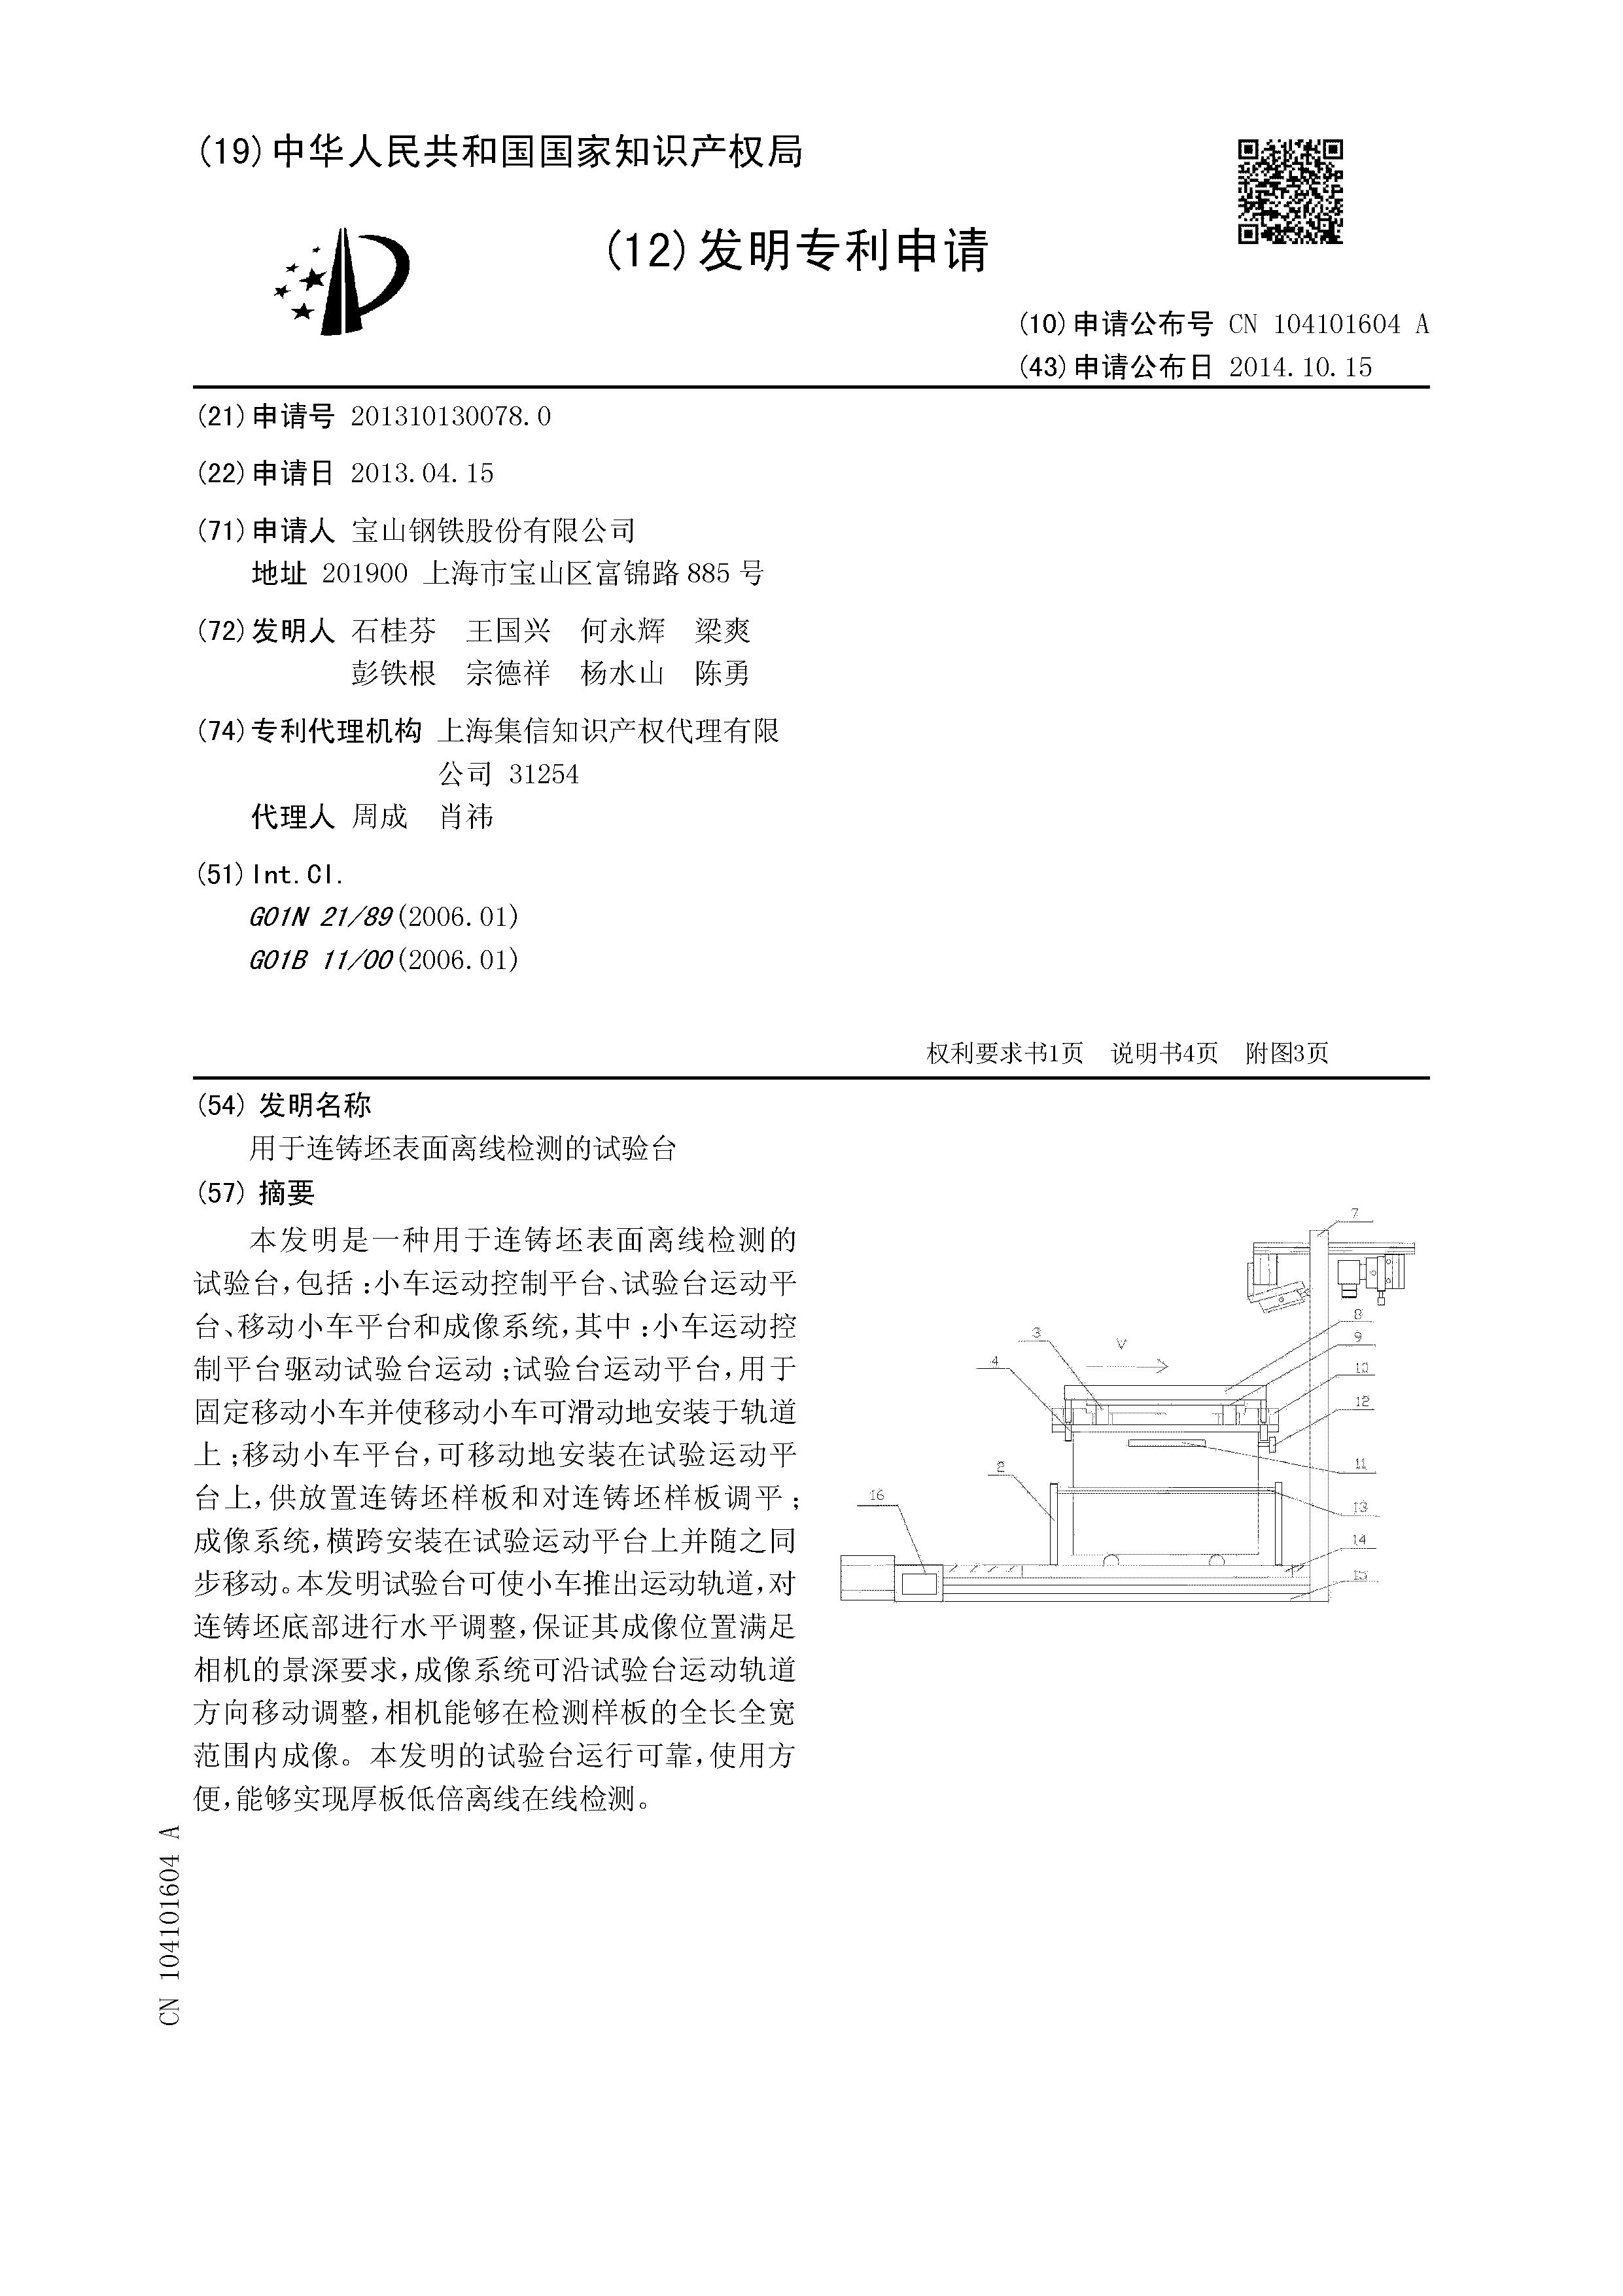 (19)中华人民共和国国家知识产权局
(12)发明专利申请
(10)申请公布号 CN 104101604 A
(43)申请公布日 2014.10.15
(21)申请号 201310130078.0
(22)申请日 2013.04.15
(71)申请人 宝山钢铁股份有限公司
地址 201900 上海市宝山区富锦路885号
(72)发明人 石桂芬 王国兴 何永辉 梁爽
彭铁根 宗德祥 杨水山 陈勇
(74)专利代理机构 上海集信知识产权代理有限
公司 31254
代理人 周成 肖祎
(51)Int.Cl.
G01N 21/89(2006.01)
G01B 11/00(2006.01)
权利要求书1页 说明书4页 附图3页
(54)发明名称
用于连铸坯表面离线检测的试验台
(57)摘要
本发明是一种用于连铸坯表面离线检测的
试验台,包括:小车运动控制平台、试验台运动平
台、移动小车平台和成像系统,其中:小车运动控
制平台驱动试验台运动;试验台运动平台,用于
固定移动小车并使移动小车可滑动地安装于轨道
上;移动小车平台,可移动地安装在试验运动平
台上,供放置连铸坯样板和对连铸坯样板调平;
成像系统,横跨安装在试验运动平台上并随之同
步移动。本发明试验台可使小车推出运动轨道,对
连铸坯底部进行水平调整,保证其成像位置满足
相机的景深要求,成像系统可沿试验台运动轨道
方向移动调整,相机能够在检测样板的全长全宽
范围内成像。本发明的试验台运行可靠,使用方
便,能够实现厚板低倍离线在线检测。
7
8
3
V
9
4
10
12
2
11
16
13
14
15
CN 104101604 A